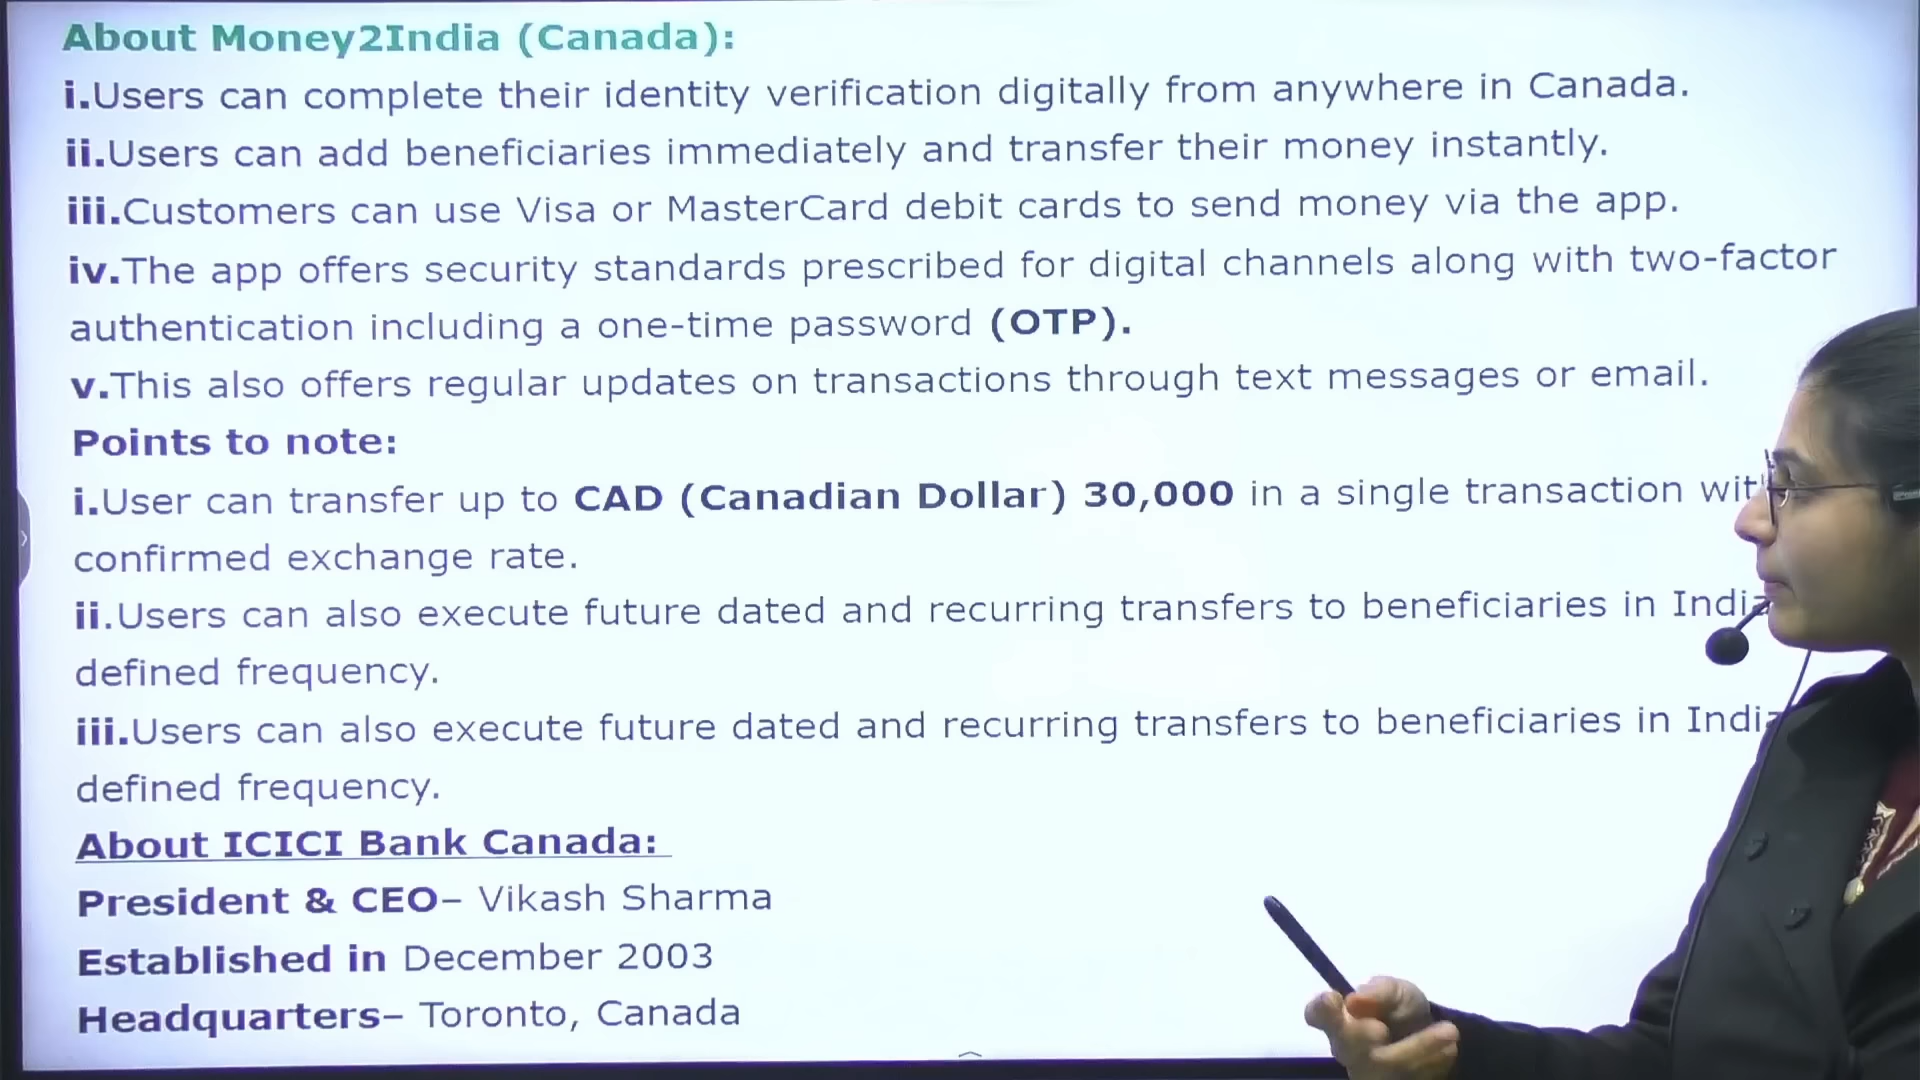 About Money2India (Canada):
i.Users can complete their identity verification digitally from anywhere in Canada.
ii.Users can add beneficiaries immediately and transfer their money instantly.
iii.Customers can use Visa or MasterCard debit cards to send money via the app.
iv.The app offers security standards prescribed for digital channels along with two-factor
authentication including a one-time password (OTP).
v.This also offers regular updates on transactions through text messages or email.
Points to note:
i.User can transfer up to CAD (Canadian Dollar) 30,000 in a single transaction
confirmed exchange rate.
ii.Users can also execute future dated and recurring transfers to beneficiaries in India
defined frequency.
iii.Users can also execute future dated and recurring transfers to beneficiaries in India
defined frequency.
About ICICI Bank Canada:
President & CEO– Vikash Sharma
Established in December 2003
Headquarters– Toronto, Canada